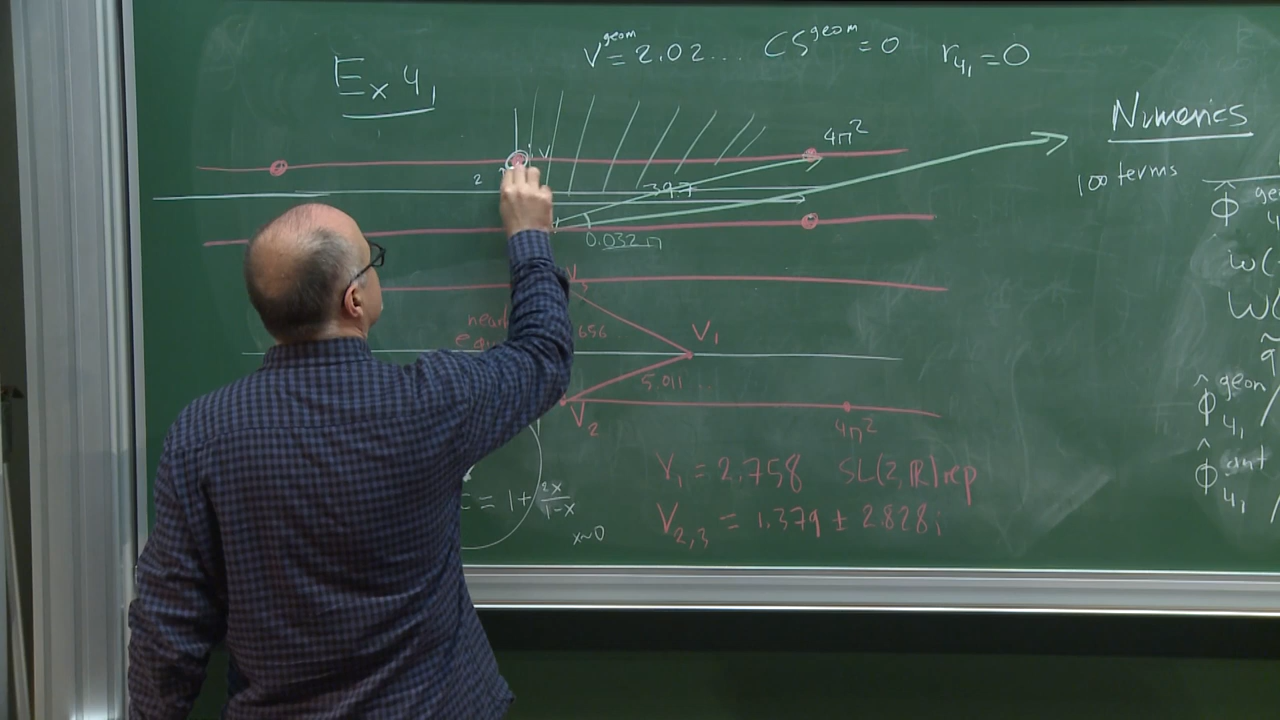 Ex 4₁
V^geom = 2.02... CS^geom = 0 r_4₁ = 0
4π²
V
2
39.7
0.032π
V₃
656...
V₁
5.011...
V₂
4π²
V₁ = 2.758 SL(2,ℝ) rep
V₂,₃ = 1.379 ± 2.828i
= 1 + 2x/(1-x)
x~0
Numerics
100 terms